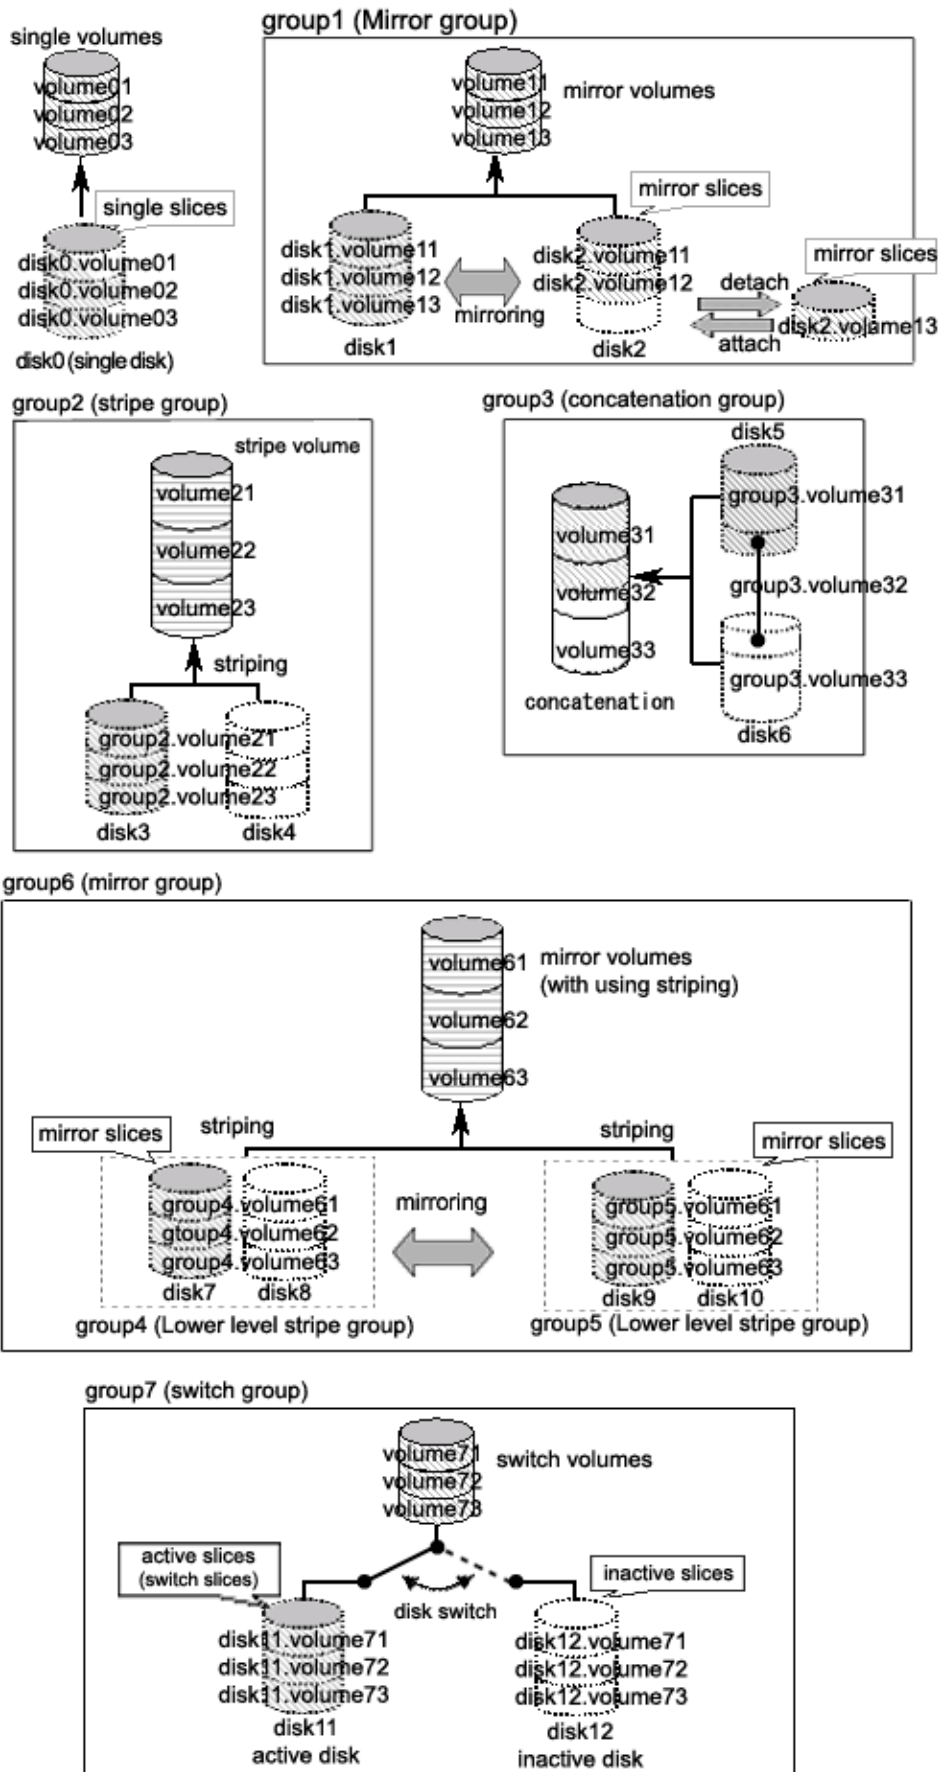 single volumes
volume01
volume02
volume03
single slices
disk0.volume01
disk0.volume02
disk0.volume03
disk0 (single disk)
group1 (Mirror group)
volume11
volume12
volume13
mirror volumes
mirror slices
disk1.volume11
disk1.volume12
disk1.volume13
disk1
mirroring
disk2.volume11
disk2.volume12
disk2
detach
attach
mirror slices
disk2.volume13
group2 (stripe group)
stripe volume
volume21
volume22
volume23
striping
group2.volume21
group2.volume22
group2.volume23
disk3
disk4
group3 (concatenation group)
disk5
group3.volume31
volume31
volume32
volume33
group3.volume32
group3.volume33
concatenation
disk6
group6 (mirror group)
volume61
volume62
volume63
mirror volumes
(with using striping)
mirror slices
striping
striping
mirror slices
group4.volume61
gtoup4.volume62
group4.volume63
disk7
disk8
group4 (Lower level stripe group)
mirroring
group5.volume61
group5.volume62
group5.volume63
disk9
disk10
group5 (Lower level stripe group)
group7 (switch group)
volume71
volume72
volume73
switch volumes
active slices
(switch slices)
disk switch
inactive slices
disk11.volume71
disk11.volume72
disk11.volume73
disk11
active disk
disk12.volume71
disk12.volume72
disk12.volume73
disk12
inactive disk